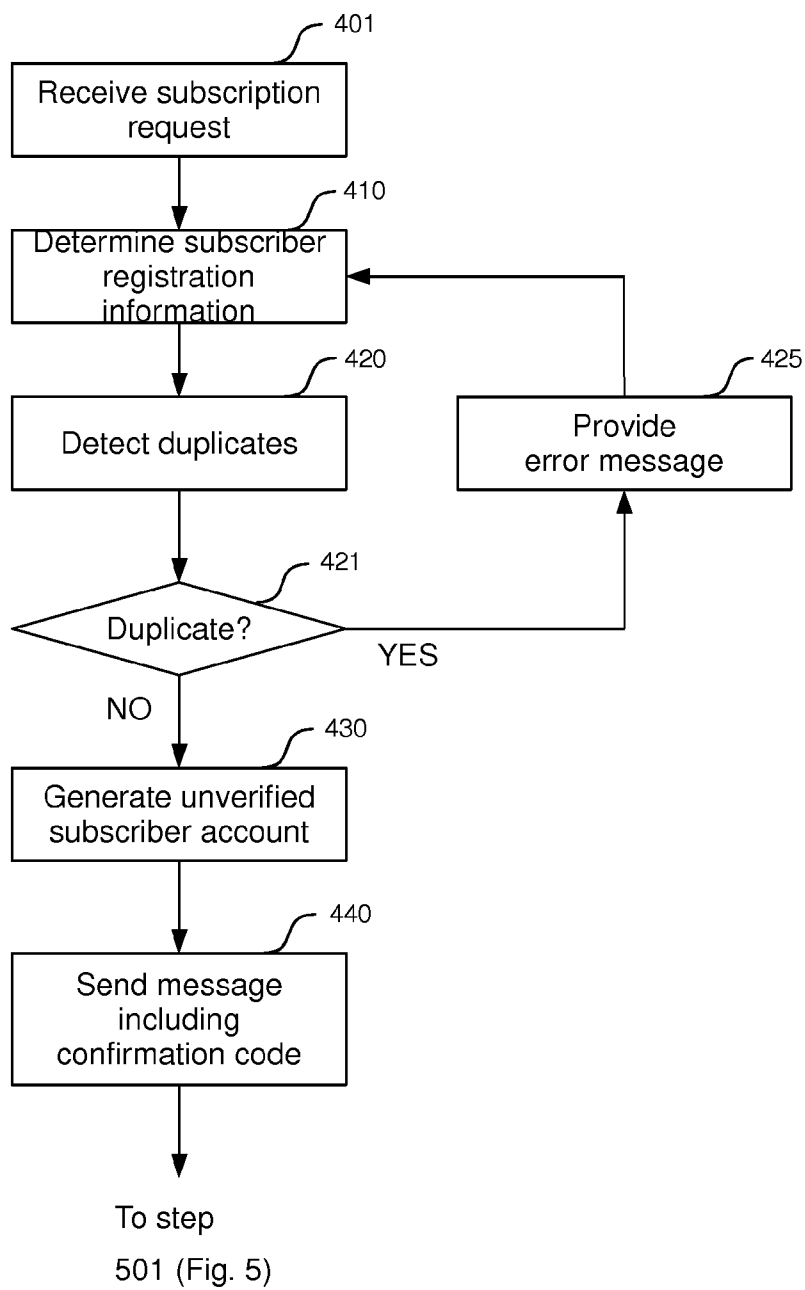 401
Receive subscription
request
410
Determine subscriber
registration
information
420
Detect duplicates
425
Provide
error message
421
Duplicate?
YES
NO
430
Generate unverified
subscriber account
440
Send message
including
confirmation code
To step
501 (Fig. 5)